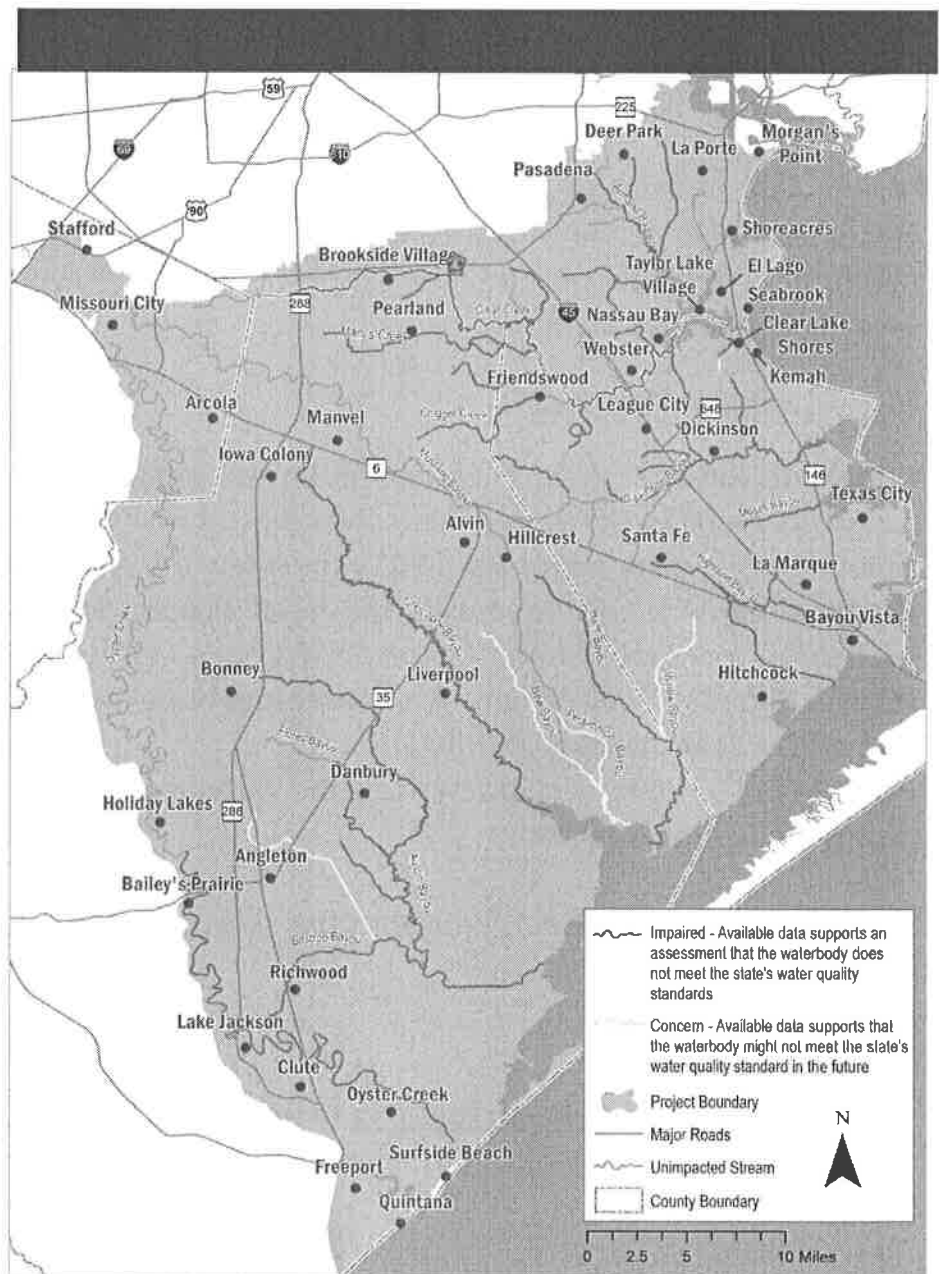 59
225
Deer Park
La Porte
Morgan's
Point
610
Pasadena
90
Stafford
Shoreacres
Brookside Village
Taylor Lake
Village
El Lago
288
Missouri City
Pearland
Seabrook
45
Nassau Bay
Clear Lake
Shores
Webster
Kemah
Friendswood
Arcola
Manvel
League City
646
Dickinson
Iowa Colony
6
146
Texas City
Alvin
Hillcrest
Santa Fe
La Marque
Bayou Vista
Bonney
35
Liverpool
Hitchcock
Danbury
Holiday Lakes
288
Angleton
Bailey's Prairie
Bastrop Bayou
Richwood
Lake Jackson
Clute
Oyster Creek
Surfside Beach
Freeport
Quintana
Impaired - Available data supports an
assessment that the waterbody does
not meet the state's water quality
standards
Concern - Available data supports that
the waterbody might not meet the state's
water quality standard in the future
Project Boundary
Major Roads
Unimpacted Stream
County Boundary
N
0 2.5 5 10 Miles